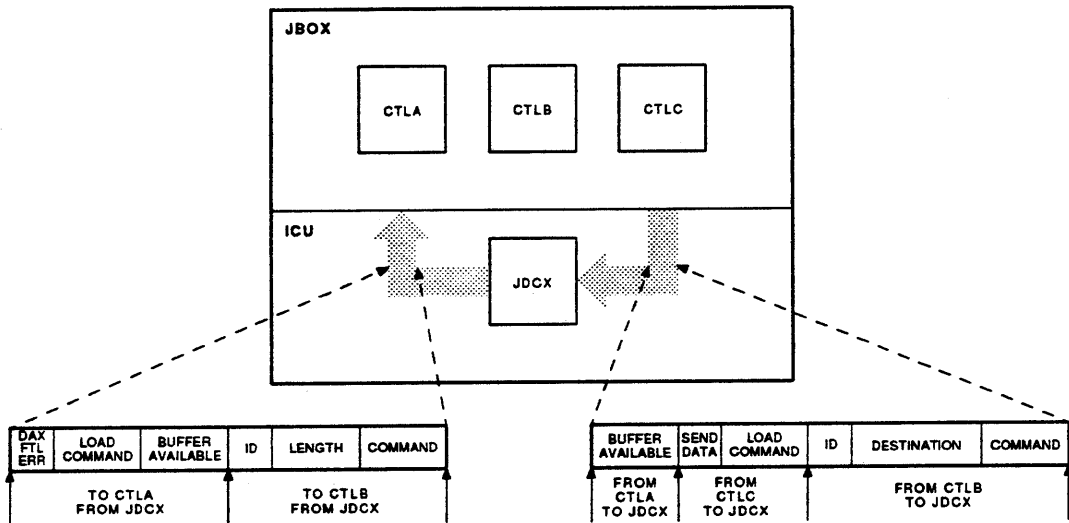 JBOX
CTLA
CTLB
CTLC
ICU
JDCX
DAX FTL ERR
LOAD COMMAND
BUFFER AVAILABLE
ID
LENGTH
COMMAND
TO CTLA FROM JDCX
TO CTLB FROM JDCX
BUFFER AVAILABLE
SEND DATA
LOAD COMMAND
ID
DESTINATION
COMMAND
FROM CTLA TO JDCX
FROM CTLC TO JDCX
FROM CTLB TO JDCX